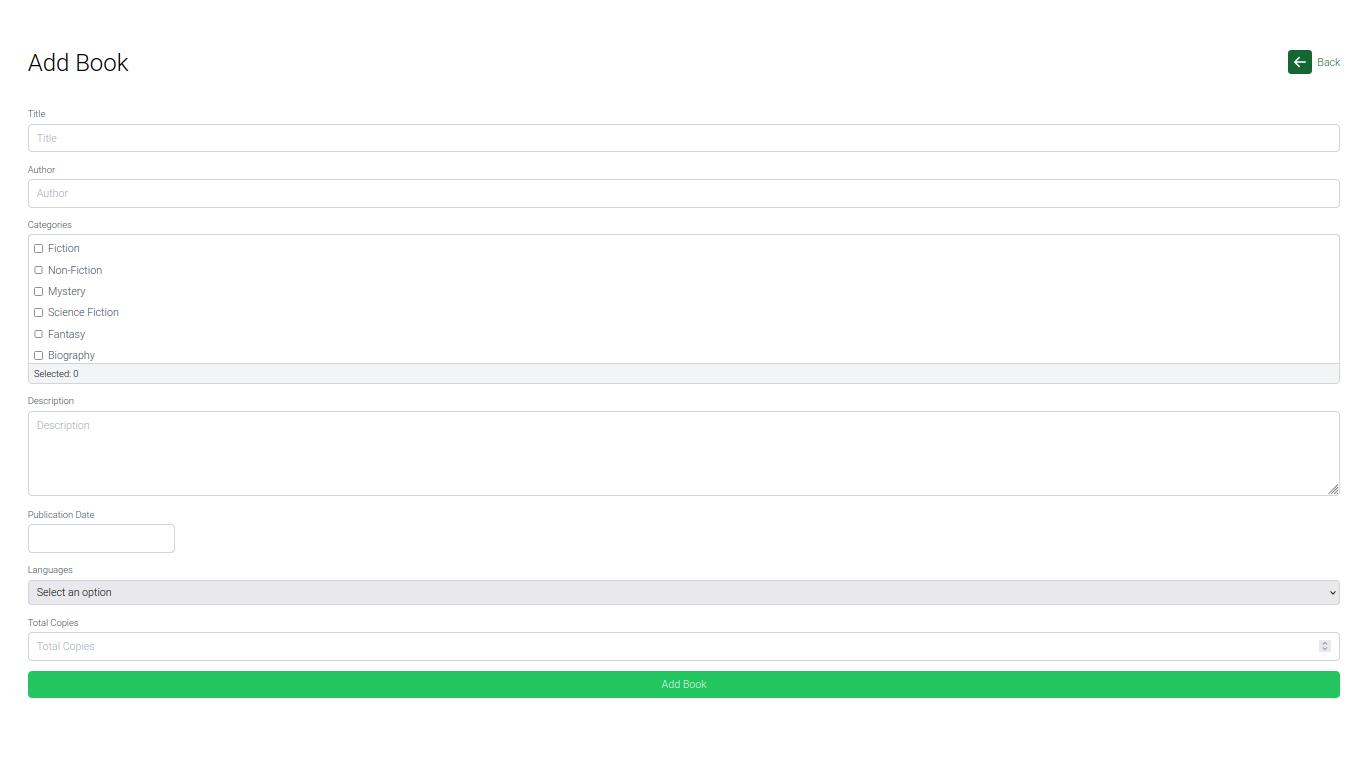 Add Book
Back
Title
Title
Author
Author
Categories
Fiction
Non-Fiction
Mystery
Science Fiction
Fantasy
Biography
Selected: 0
Description
Description
Publication Date
Languages
Select an option
Total Copies
Total Copies
Add Book